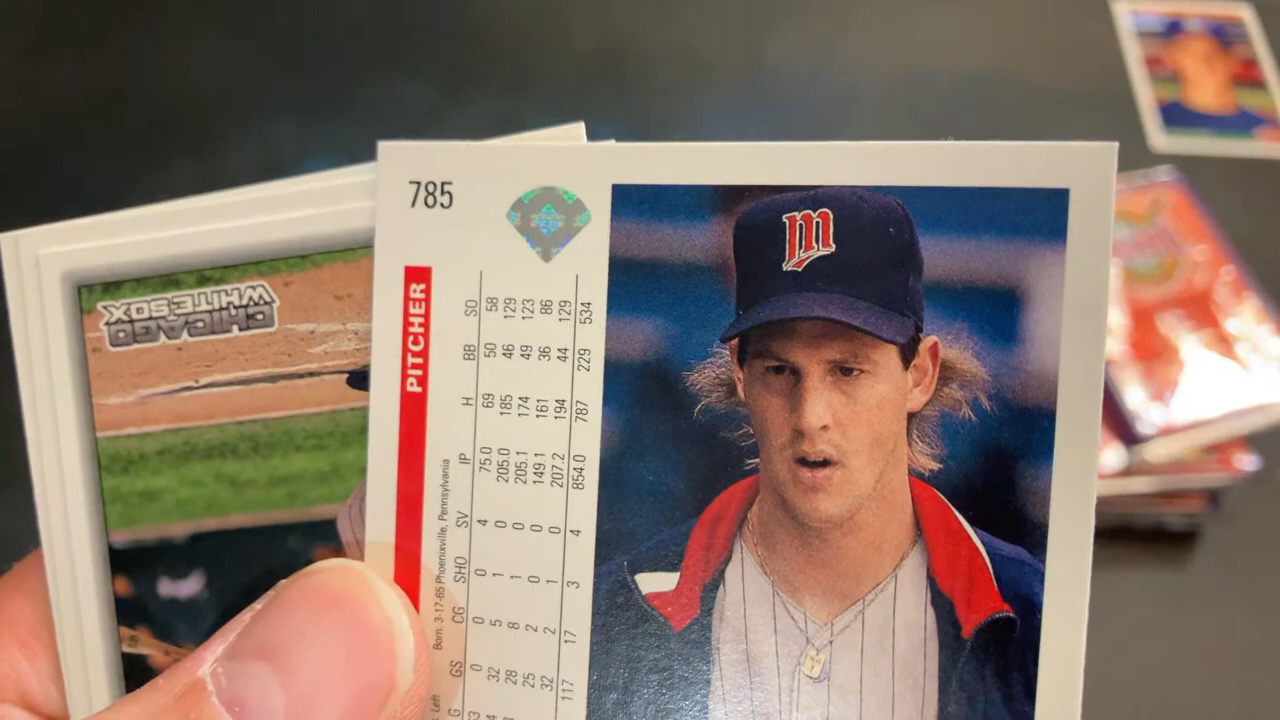 785
PITCHER
Born: 3-17-65 Phoenixville, Pennsylvania
Left
G GS CG SHO SV IP H BB SO
0 0 0 4 75.0 69 50 58
32 5 1 0 205.0 185 46 129
28 8 1 0 205.1 174 49 123
25 2 0 0 149.1 161 36 86
32 2 1 0 207.2 194 44 129
117 17 3 4 854.0 787 229 534
m
CHICAGO
WHITE SOX